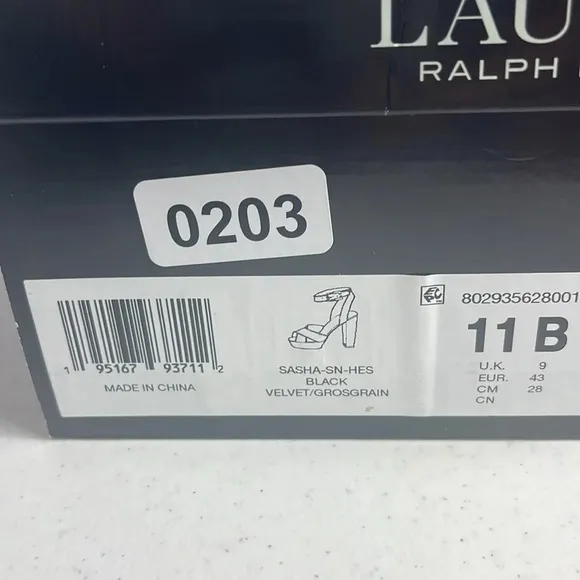 LAU
RALPH
0203
1 95167 93711 2
MADE IN CHINA
SASHA-SN-HES
BLACK
VELVET/GROSGRAIN
802935628001
11 B
U.K. 9
EUR. 43
CM 28
CN